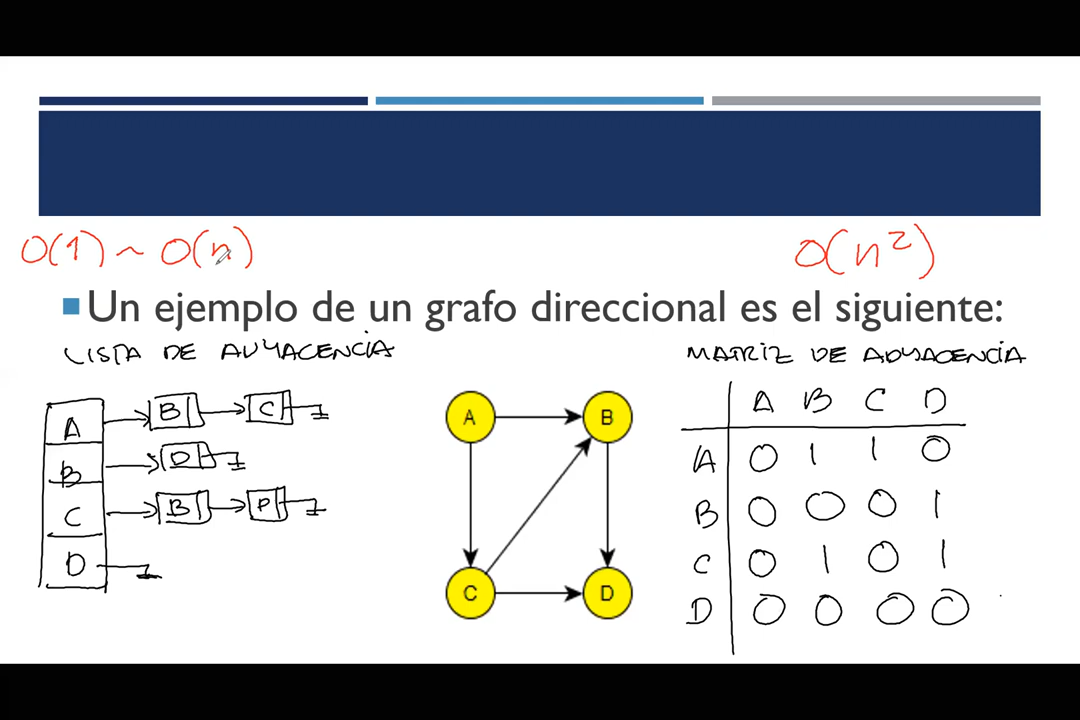 O(1) ~ O(n)
O(n²)
Un ejemplo de un grafo direccional es el siguiente:
LISTA DE ADYACENCIA
MATRIZ DE ADYACENCIA
A B C
B D
C B D
D
A B
C D
A B C D
A 0 1 1 0
B 0 0 0 1
C 0 1 0 1
D 0 0 0 0